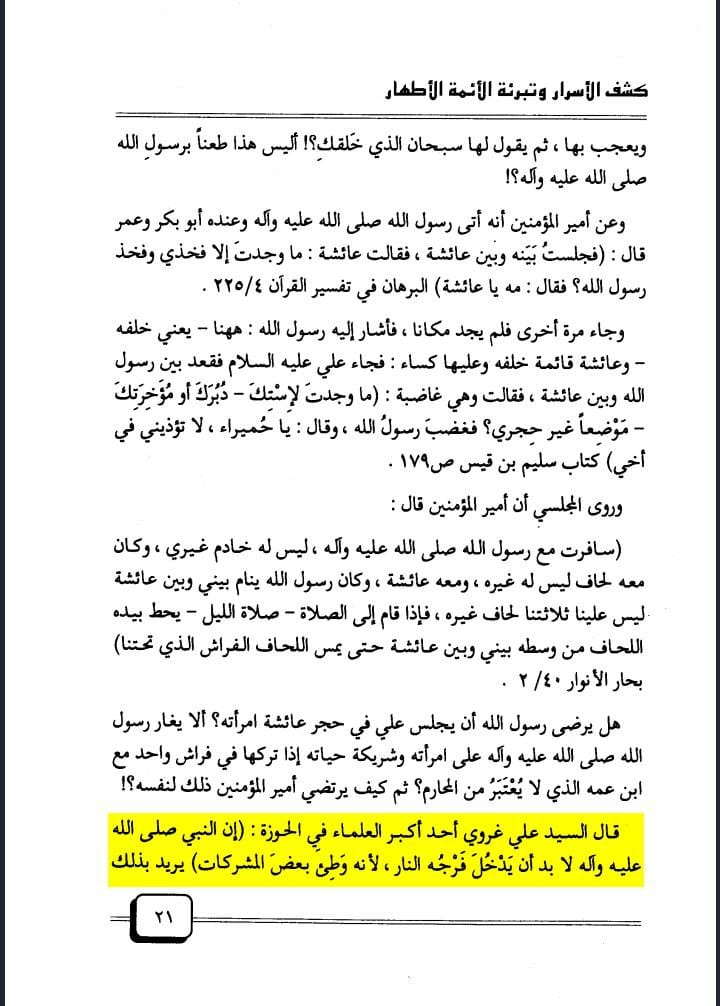 كشف الأسرار وتبرئة الأئمة الأطهار
ويعجب بها ، ثم يقول لها سبحان الذي خَلقكِ؟! أليس هذا طعناً برسولِ الله
صلى الله عليه وآله؟!
وعن أمير المؤمنين أنه أتى رسول الله صلى الله عليه وآله وعنده أبو بكر وعمر
قال : (فجلستُ بَيَنه وبين عائشة ، فقالت عائشة : ما وجدتَ إلا فخذي وفخذ
رسول الله؟ فقال : مه يا عائشة) البرهان في تفسير القرآن ٢٢٥/٤ .
وجاء مرة أخرى فلم يجد مكانا ، فأشار إليه رسول الله : ههنا – يعني خلفه
– وعائشة قائمة خلفه وعليها كساء : فجاء علي عليه السلام فقعد بين رسول
الله وبين عائشة ، فقالت وهي غاضبة : (ما وجدتَ لإسْتِكَ – دُبُرَكَ أو مُؤَخِرَتِكَ
– مَوْضِعاً غير حِجري؟ فغضبَ رسولُ الله ، وقال : يا حُميراء ، لا تؤذيني في
أخي) كتاب سليم بن قيس ص١٧٩ .
وروى المجلسي أن أمير المؤمنين قال :
(سافرت مع رسول الله صلى الله عليه وآله ، ليس له خادم غيري ، وكان
معه لحاف ليس له غيره ، ومعه عائشة ، وكان رسول الله ينام بيني وبين عائشة
ليس علينا ثلاثتنا لحاف غيره ، فإذا قام إلى الصلاة – صلاة الليل – يحط بيده
اللحاف من وسطه بيني وبين عائشة حتى يمس اللحاف الفراش الذي تحتنا)
بحار الأنوار ٤٠/ ٢ .
هل يرضى رسول الله أن يجلس علي في حجر عائشة امرأته؟ ألا يغار رسول
الله صلى الله عليه وآله على امرأته وشريكة حياته إذا تركها في فراش واحد مع
ابن عمه الذي لا يُعْتَبَرُ من المحارم؟ ثم كيف يرتضي أمير المؤمنين ذلك لنفسه؟!
قال السيد علي غروي أحد أكبر العلماء في الحوزة : (إن النبي صلى الله
عليه وآله لا بد أن يَدْخُلَ فَرْجُه النار ، لأنه وَطِئ بعضَ المشركات) يريد بذلك
٢١